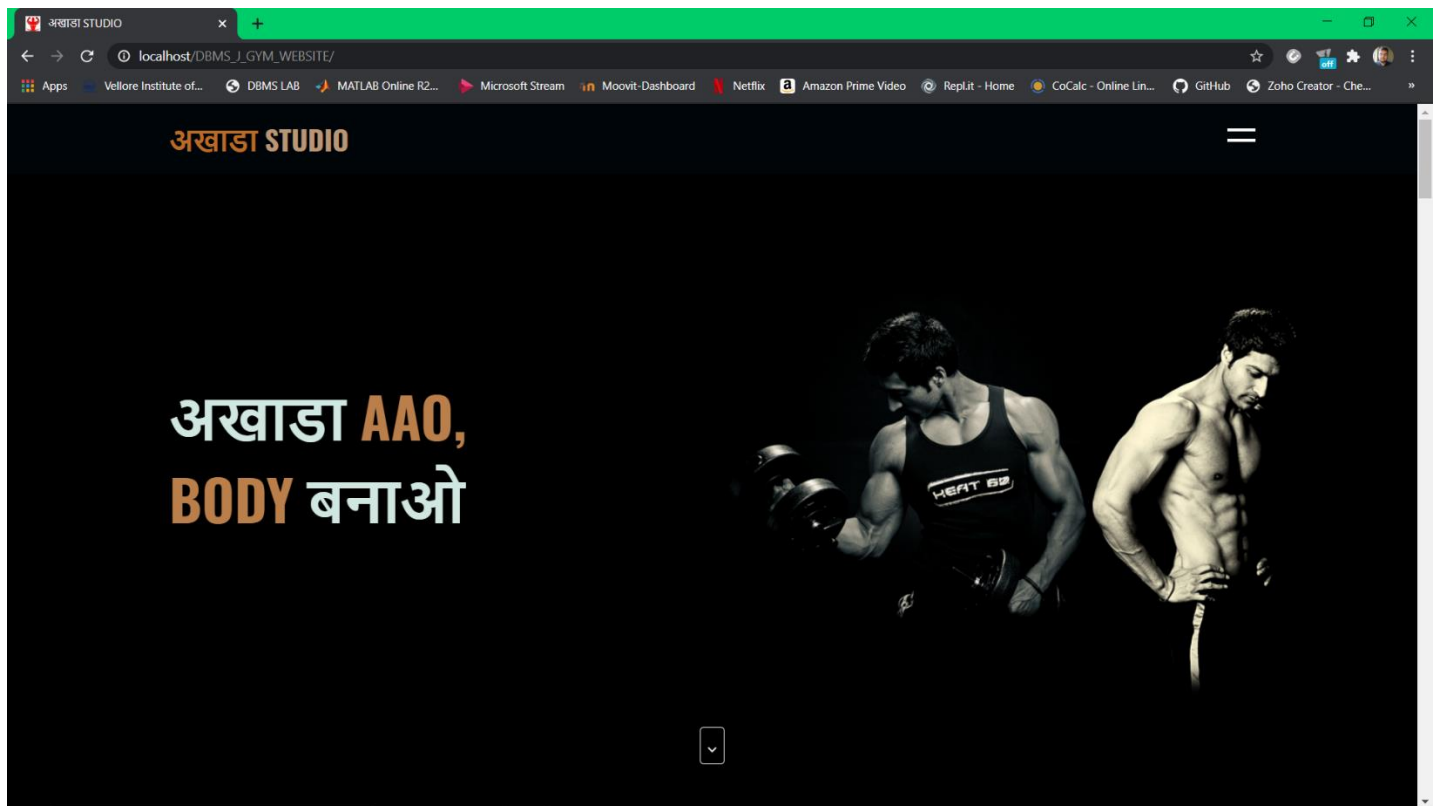 अखाडा STUDIO
localhost/DBMS_J_GYM_WEBSITE/
off
Apps Vellore Institute of... DBMS LAB MATLAB Online R2... Microsoft Stream Moovit-Dashboard Netflix Amazon Prime Video Repl.it - Home CoCalc - Online Lin... GitHub Zoho Creator - Che... »
अखाडा STUDIO
अखाडा AAO,
BODY बनाओ
HEAT 60